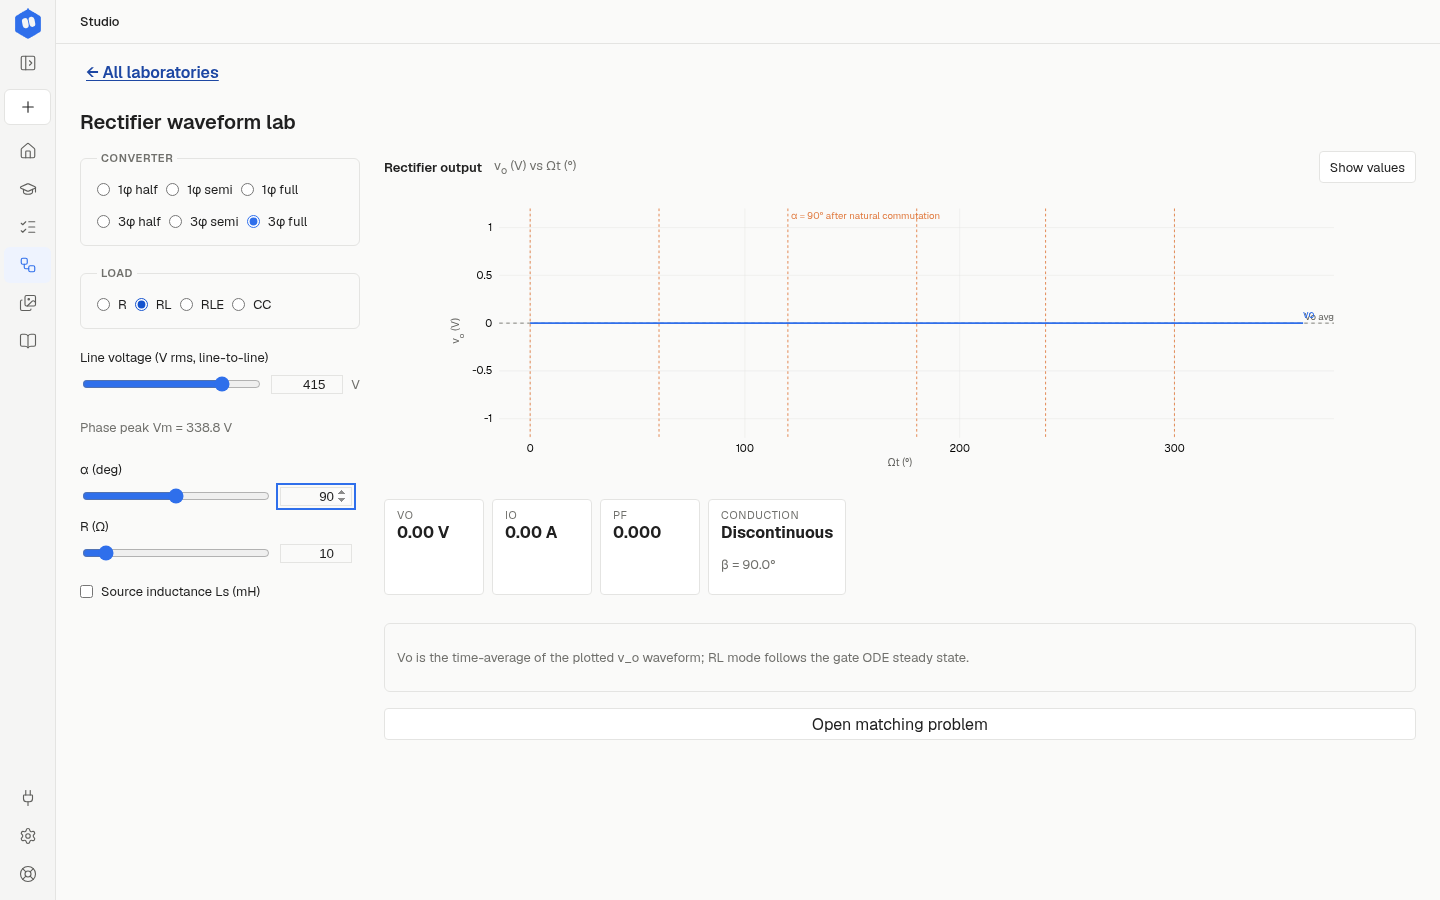 Studio
← All laboratories
Rectifier waveform lab
CONVERTER
1φ half 1φ semi 1φ full
3φ half 3φ semi 3φ full
LOAD
R RL RLE CC
Line voltage (V rms, line-to-line)
415 V
Phase peak Vm = 338.8 V
α (deg)
90
R (Ω)
10
Source inductance Ls (mH)
Rectifier output vo (V) vs Ωt (°)
Show values
α = 90° after natural commutation
1
0.5
0
-0.5
-1
vo (V)
Vo avg
0 100 200 300
Ωt (°)
VO
0.00 V
IO
0.00 A
PF
0.000
CONDUCTION
Discontinuous
β = 90.0°
Vo is the time-average of the plotted v_o waveform; RL mode follows the gate ODE steady state.
Open matching problem